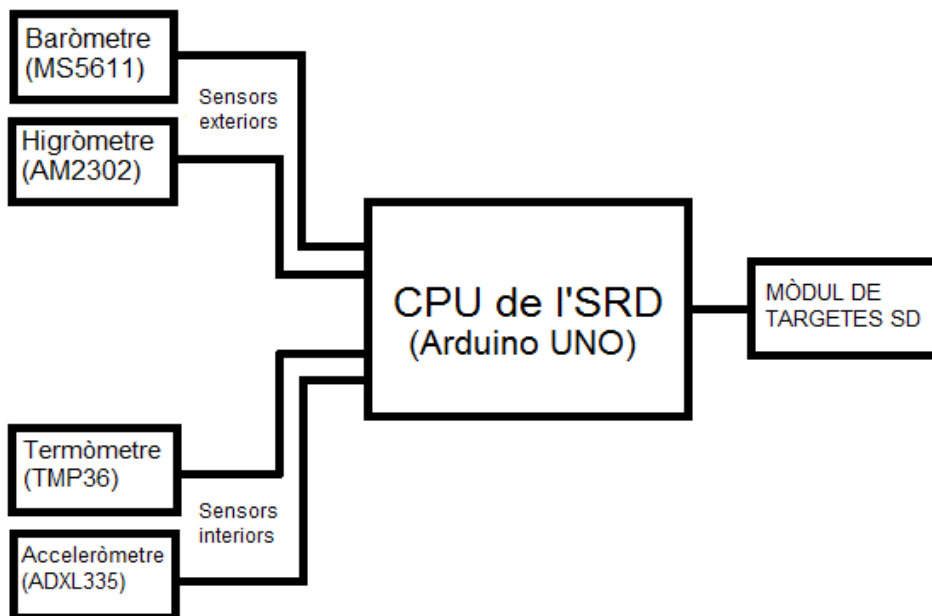 Baròmetre
(MS5611)
Sensors
exteriors
Higròmetre
(AM2302)
CPU de l'SRD
(Arduino UNO)
MÒDUL DE
TARGETES SD
Termòmetre
(TMP36)
Sensors
interiors
Acceleròmetre
(ADXL335)